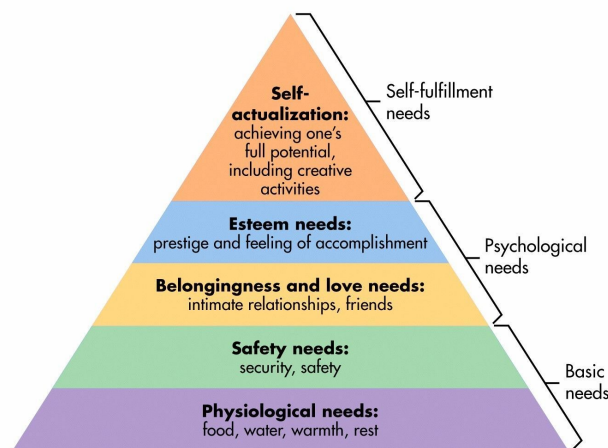 Self-
actualization:
achieving one's
full potential,
including creative
activities
Self-fulfillment
needs
Esteem needs:
prestige and feeling of accomplishment
Belongingness and love needs:
intimate relationships, friends
Psychological
needs
Safety needs:
security, safety
Physiological needs:
food, water, warmth, rest
Basic
needs